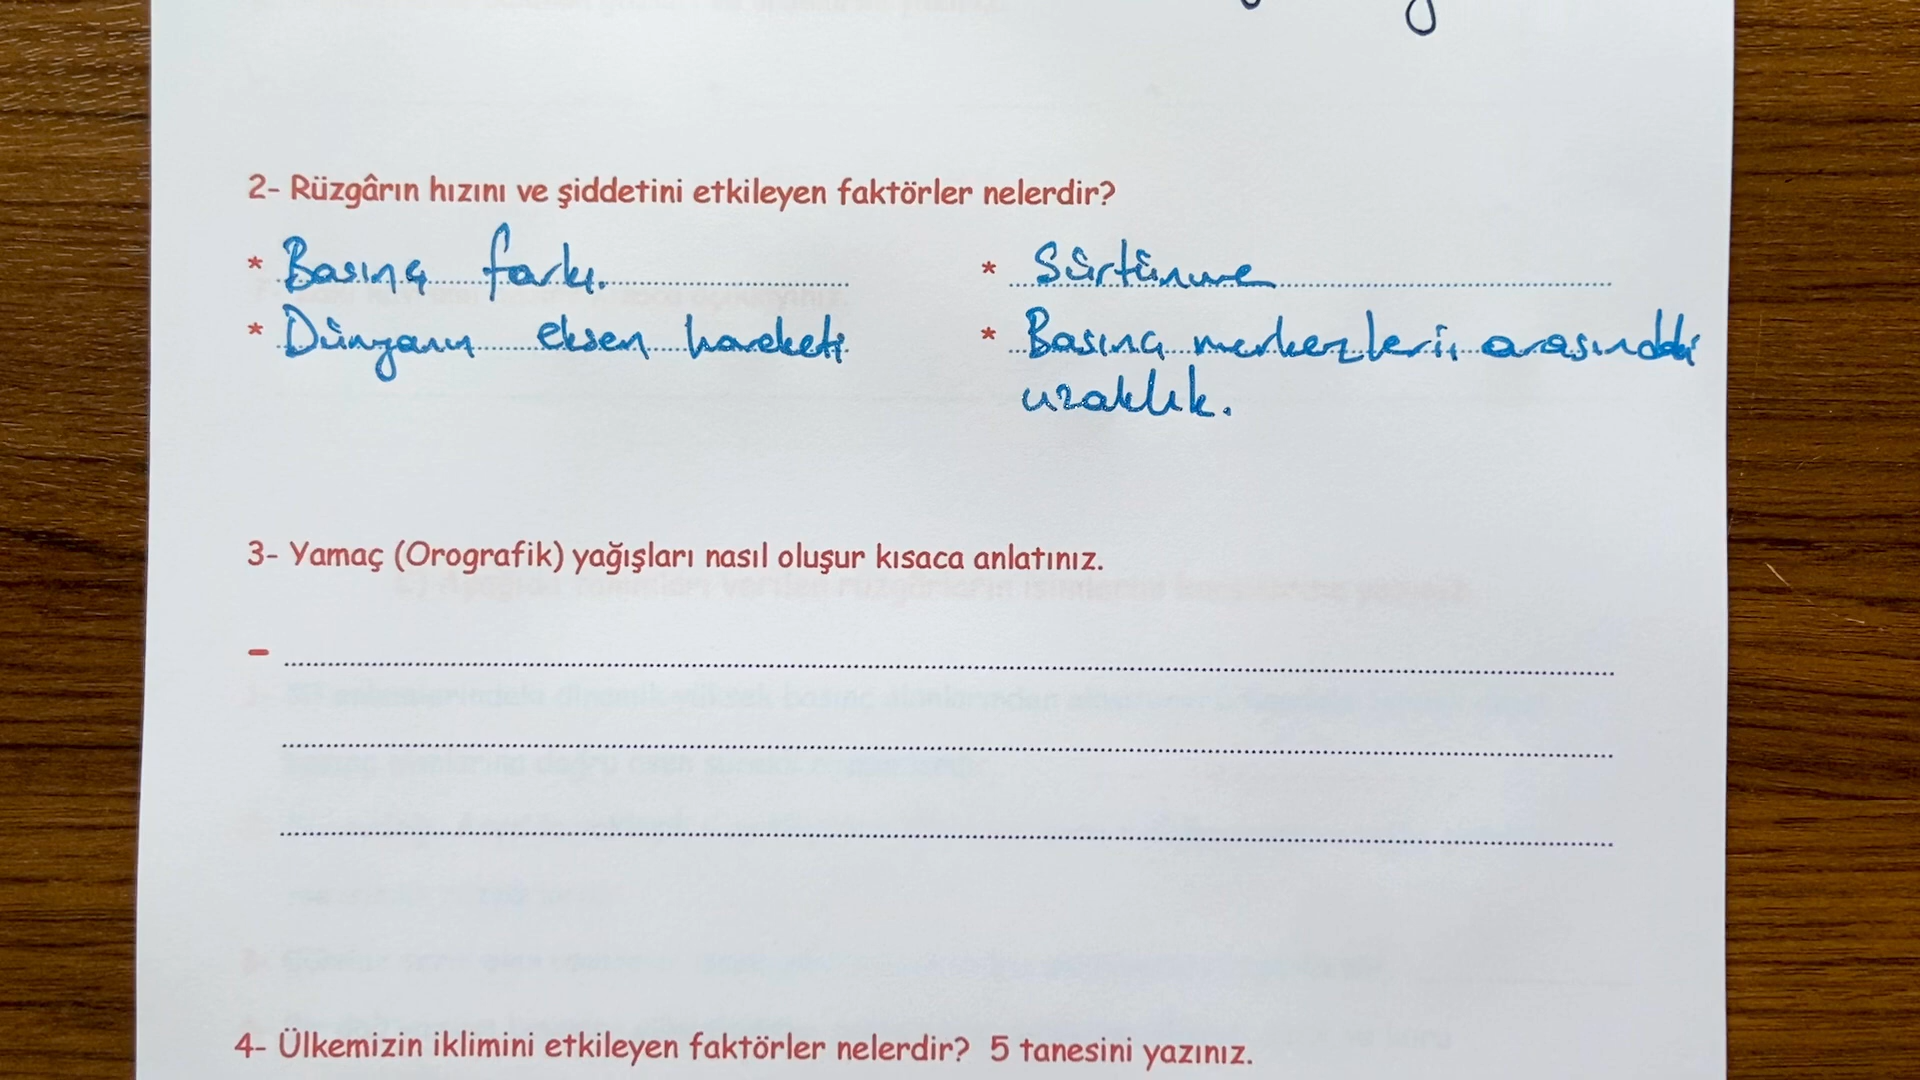 2- Rüzgârın hızını ve şiddetini etkileyen faktörler nelerdir?
* Basınç farkı.
* Sürtünme
* Dünyanın eksen hareketi
* Basınç merkezleri arasındaki
uzaklık.
3- Yamaç (Orografik) yağışları nasıl oluşur kısaca anlatınız.
-
4- Ülkemizin iklimini etkileyen faktörler nelerdir? 5 tanesini yazınız.